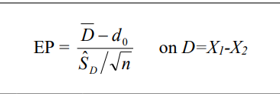 EP = (D̅ − d₀) / (Ŝ_D/√n) on D=X₁-X₂